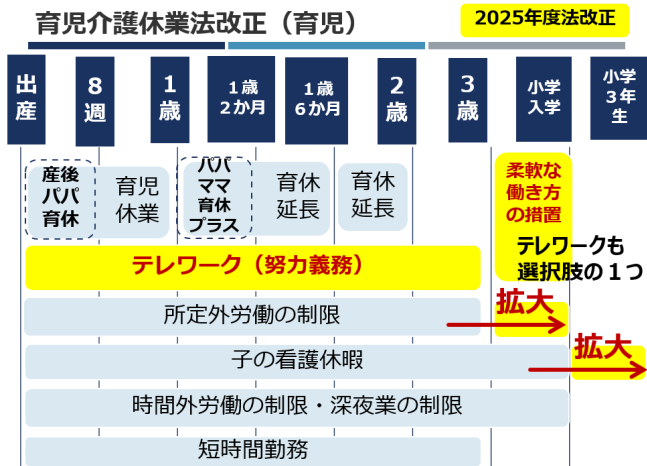 育児介護休業法改正（育児）
2025年度法改正
出
産
8
週
1
歳
1歳
2か月
1歳
6か月
2
歳
3
歳
小学
入学
小学
3年
生
産後
パパ
育休
育児
休業
パパ
ママ
育休
プラス
育休
延長
育休
延長
柔軟な
働き方
の措置
テレワークも
選択肢の1つ
テレワーク（努力義務）
所定外労働の制限
拡大
子の看護休暇
拡大
時間外労働の制限・深夜業の制限
短時間勤務